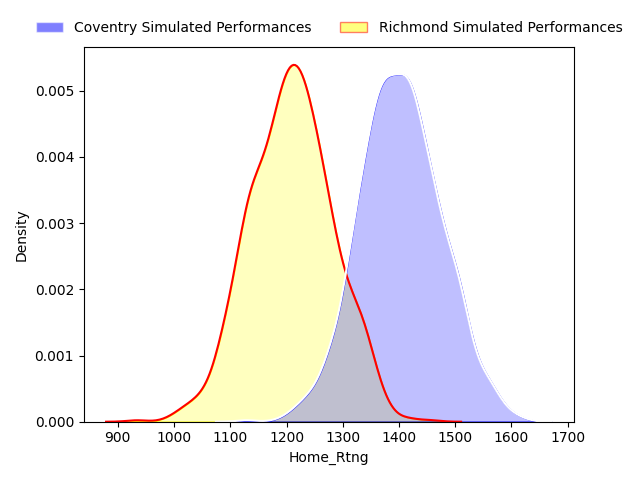 Coventry Simulated Performances Richmond Simulated Performances
0.005
0.004
0.003
0.002
0.001
0.000
Density
900 1000 1100 1200 1300 1400 1500 1600 1700
Home_Rtng